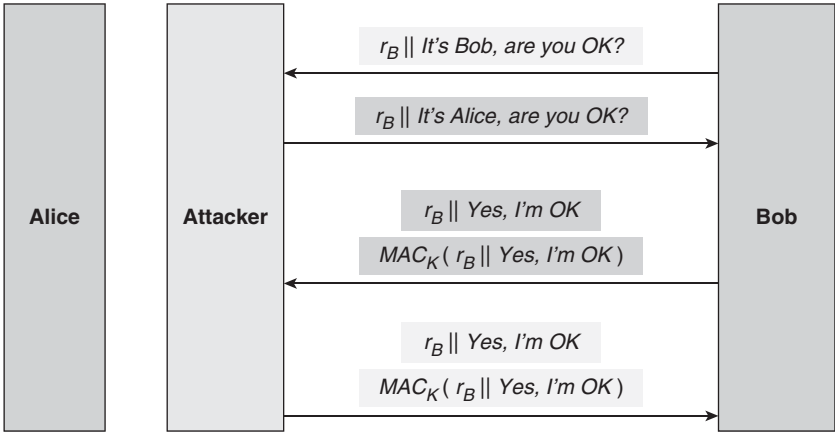 r_B || It's Bob, are you OK?
r_B || It's Alice, are you OK?
Alice
Attacker
r_B || Yes, I'm OK
Bob
MAC_K ( r_B || Yes, I'm OK )
r_B || Yes, I'm OK
MAC_K ( r_B || Yes, I'm OK )